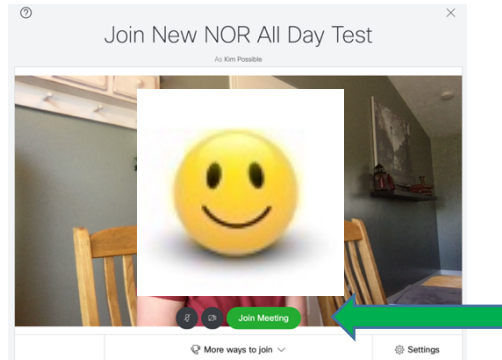 Join New NOR All Day Test
As Kim Possible
Join Meeting
More ways to join
Settings